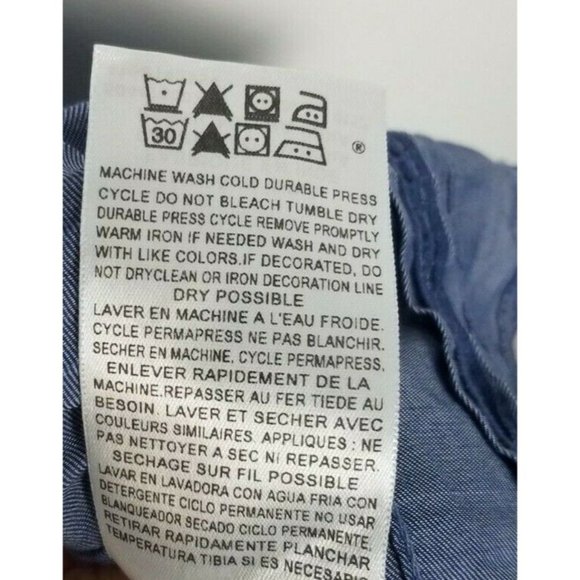 30
®
MACHINE WASH COLD DURABLE PRESS
CYCLE DO NOT BLEACH TUMBLE DRY
DURABLE PRESS CYCLE REMOVE PROMPTLY
WARM IRON IF NEEDED WASH AND DRY
WITH LIKE COLORS.IF DECORATED, DO
NOT DRYCLEAN OR IRON DECORATION LINE
DRY POSSIBLE
LAVER EN MACHINE A L'EAU FROIDE.
CYCLE PERMAPRESS NE PAS BLANCHIR.
SECHER EN MACHINE. CYCLE PERMAPRESS.
ENLEVER RAPIDEMENT DE LA
MACHINE.REPASSER AU FER TIEDE AU
BESOIN. LAVER ET SECHER AVEC
COULEURS SIMILAIRES. APPLIQUES : NE
PAS NETTOYER A SEC NI REPASSER.
SECHAGE SUR FIL POSSIBLE
LAVAR EN LAVADORA CON AGUA FRIA CON
DETERGENTE CICLO PERMANENTE NO USAR
BLANQUEADOR SECADO CICLO PERMANENTE
RETIRAR RAPIDAMENTE PLANCHAR
TEMPERATURA TIBIA SI ES NECESARIO